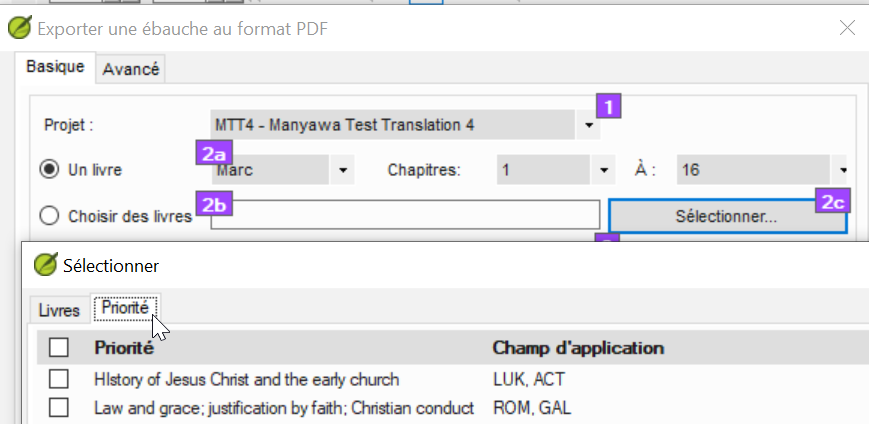 Exporter une ébauche au format PDF
Basique Avancé
1
Projet : MTT4 - Manyawa Test Translation 4
2a
Un livre Marc Chapitres: 1 À : 16
2b 2c
Choisir des livres Sélectionner...
Sélectionner
Livres Priorité
Priorité Champ d'application
HIstory of Jesus Christ and the early church LUK, ACT
Law and grace; justification by faith; Christian conduct ROM, GAL